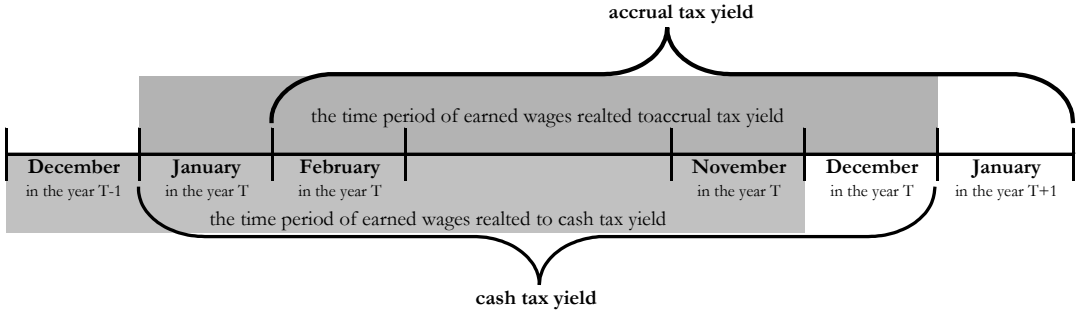 accrual tax yield
the time period of earned wages realted toaccrual tax yield
December January February November December January
in the year T-1 in the year T in the year T in the year T in the year T in the year T+1
the time period of earned wages realted to cash tax yield
cash tax yield